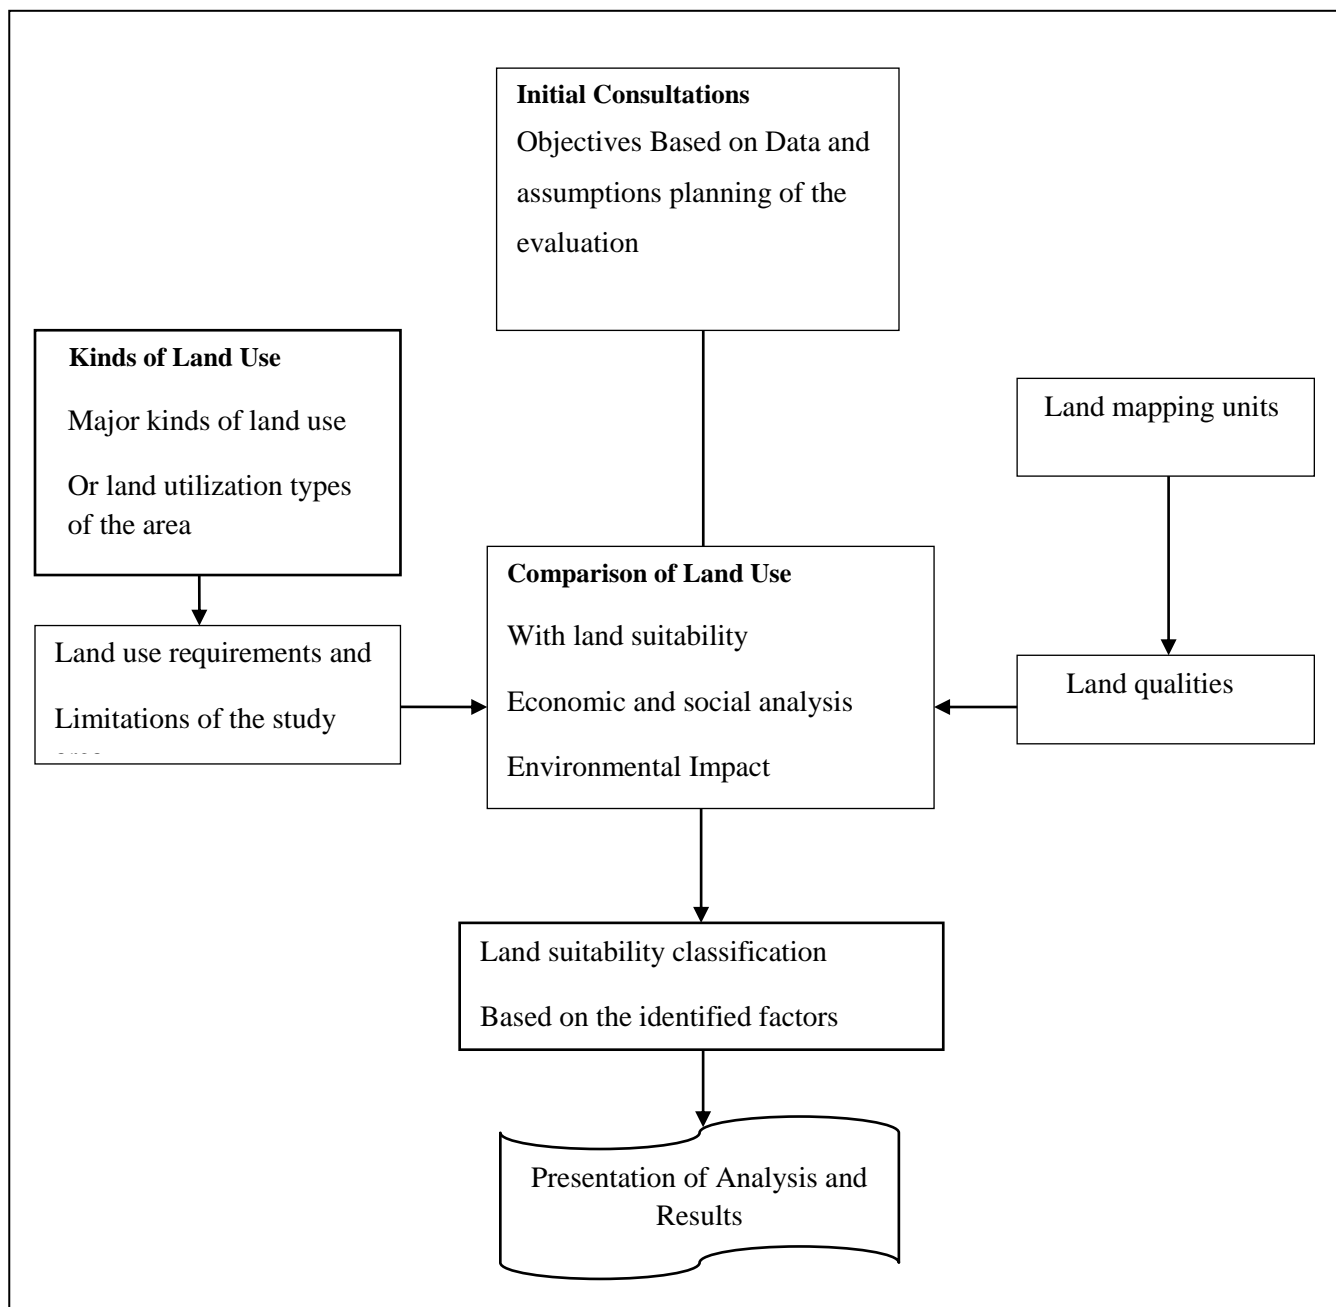 Initial Consultations
Objectives Based on Data and
assumptions planning of the
evaluation
Kinds of Land Use
Major kinds of land use
Or land utilization types
of the area
Land mapping units
Comparison of Land Use
With land suitability
Economic and social analysis
Environmental Impact
Land use requirements and
Limitations of the study
Land qualities
Land suitability classification
Based on the identified factors
Presentation of Analysis and
Results